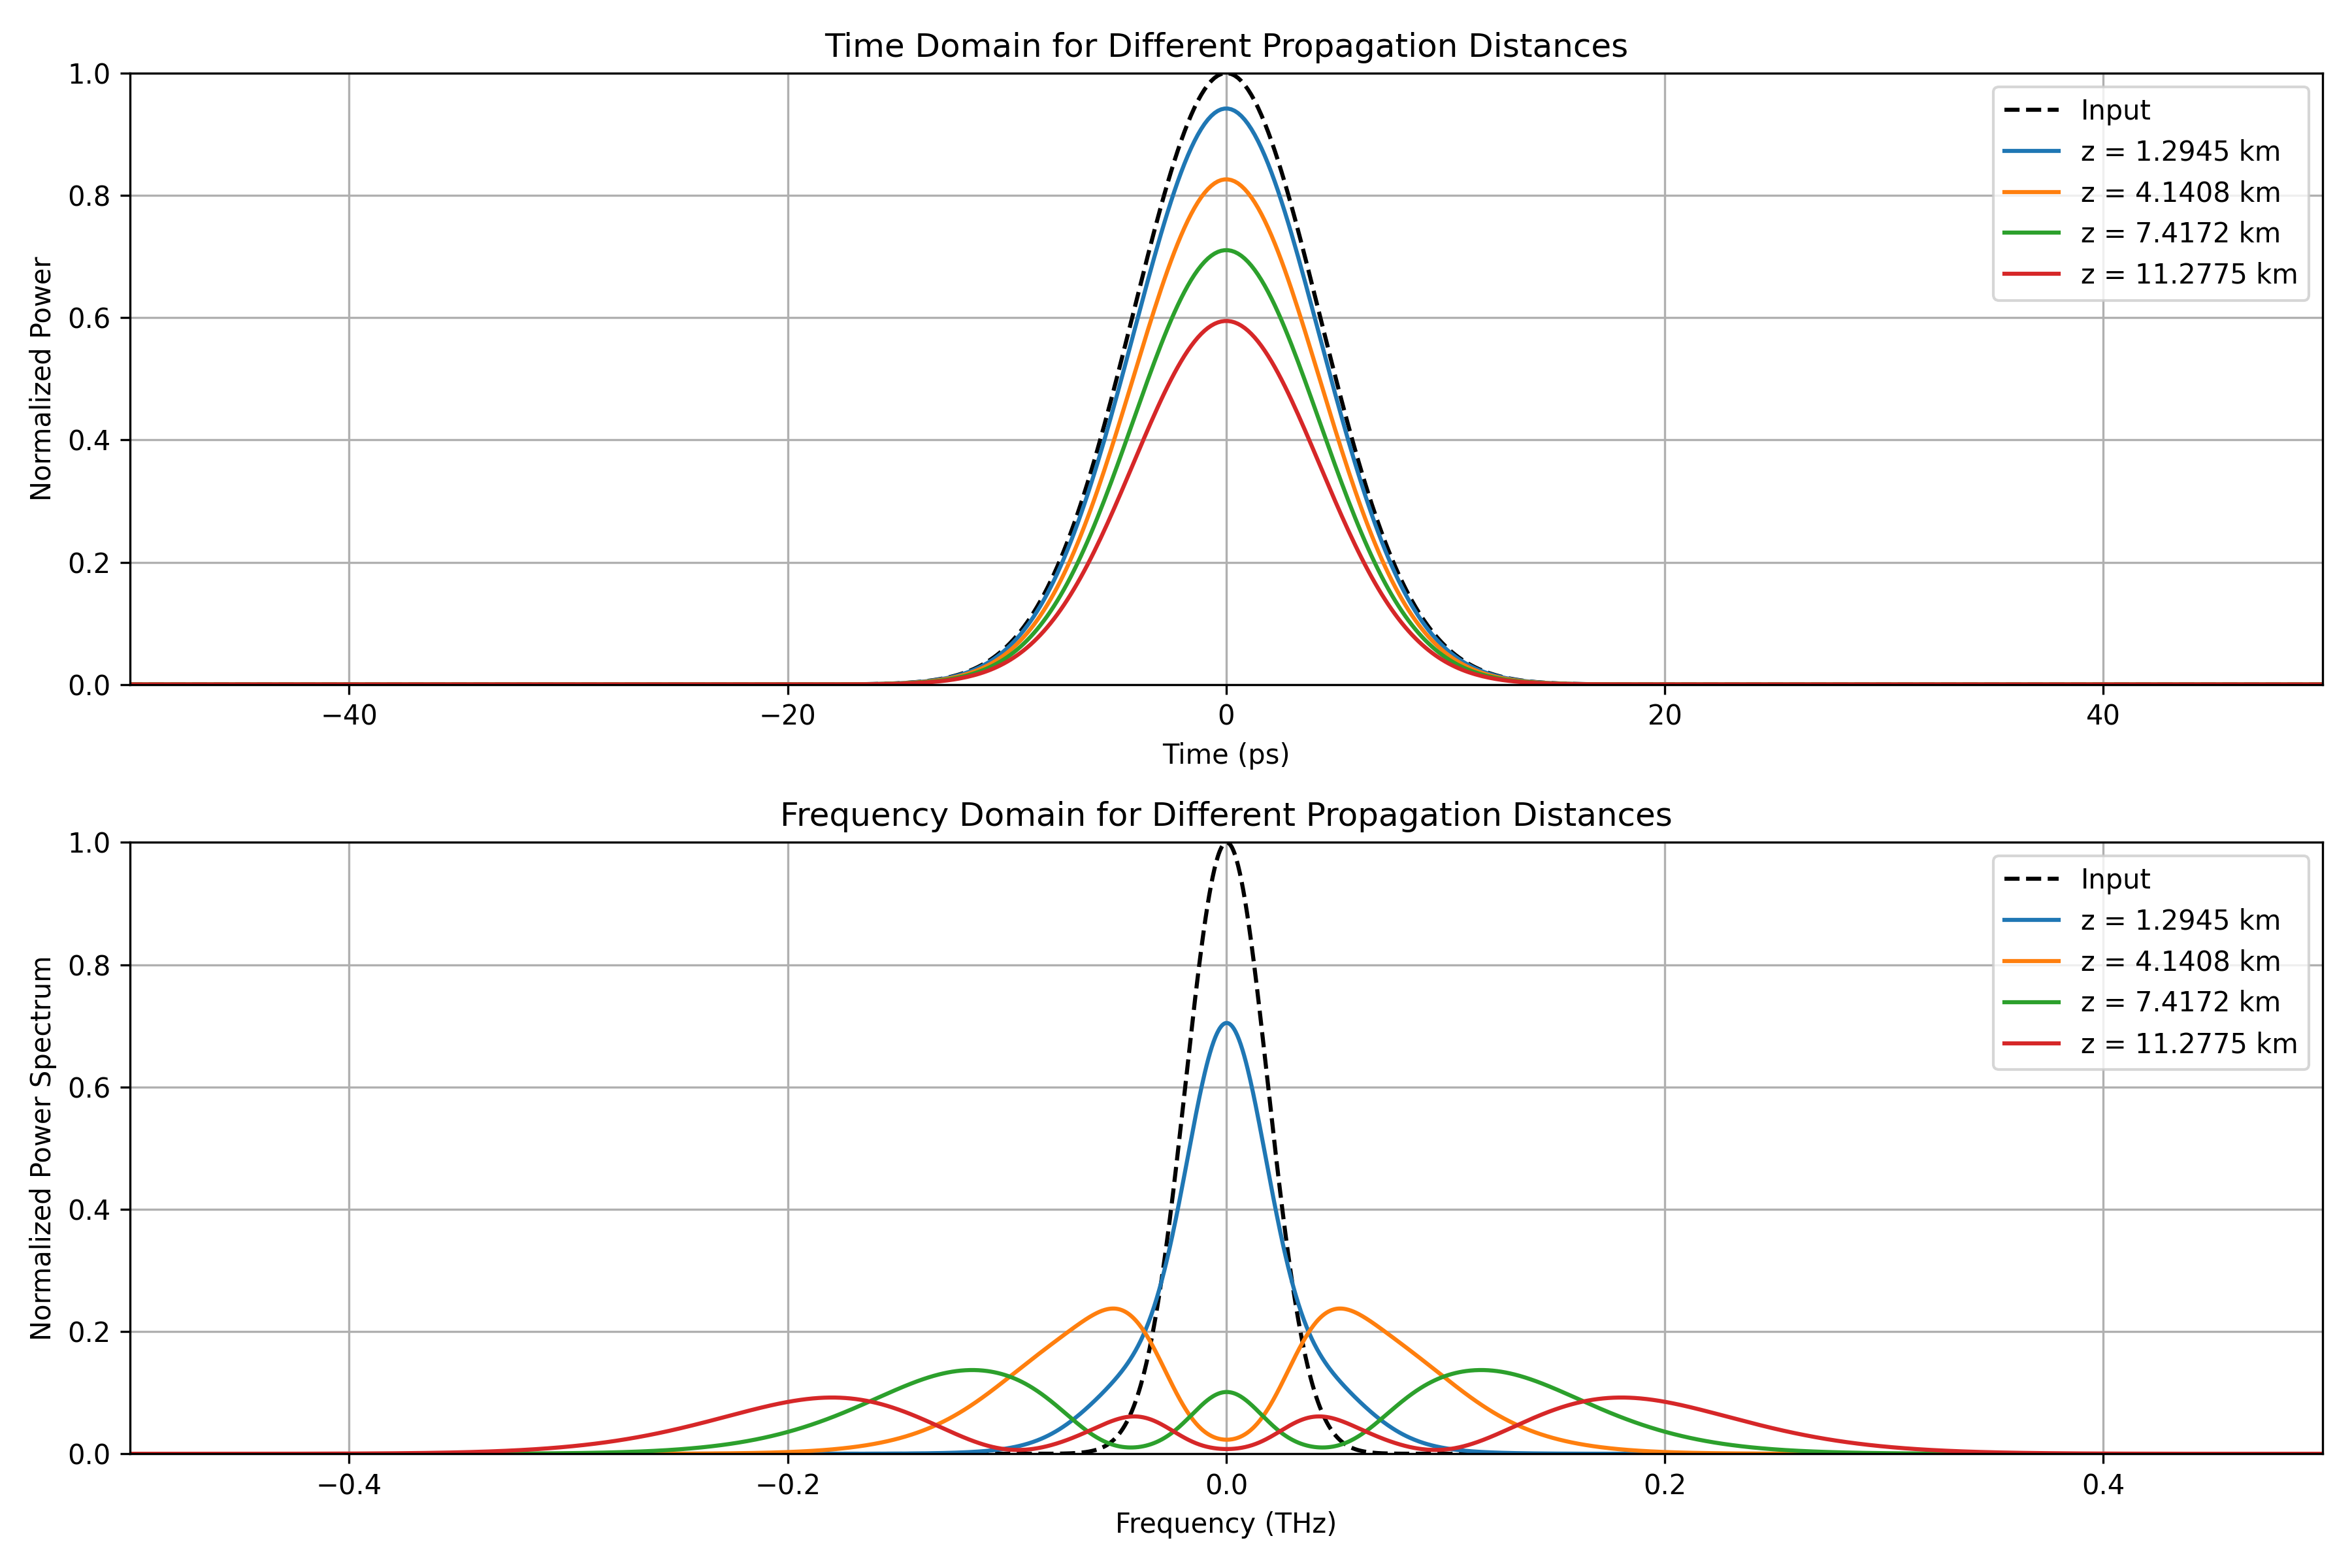 Time Domain for Different Propagation Distances
Normalized Power
1.0
0.8
0.6
0.4
0.2
0.0
Input
z = 1.2945 km
z = 4.1408 km
z = 7.4172 km
z = 11.2775 km
−40 −20 0 20 40
Time (ps)
Frequency Domain for Different Propagation Distances
Normalized Power Spectrum
1.0
0.8
0.6
0.4
0.2
0.0
Input
z = 1.2945 km
z = 4.1408 km
z = 7.4172 km
z = 11.2775 km
−0.4 −0.2 0.0 0.2 0.4
Frequency (THz)